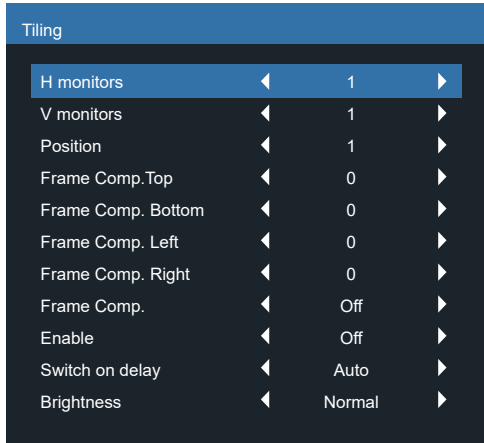 Tiling
H monitors 1
V monitors 1
Position 1
Frame Comp.Top 0
Frame Comp. Bottom 0
Frame Comp. Left 0
Frame Comp. Right 0
Frame Comp. Off
Enable Off
Switch on delay Auto
Brightness Normal